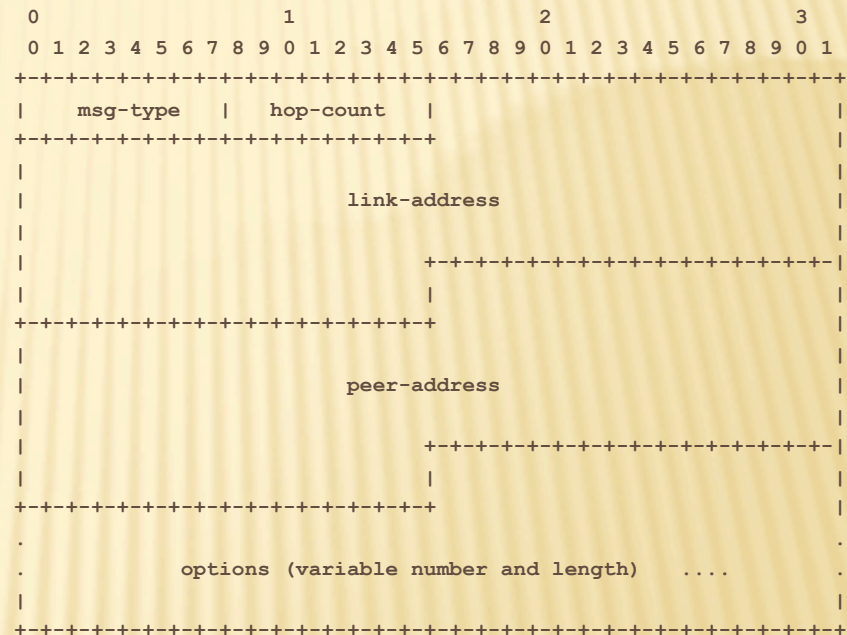 0                   1                   2                   3
 0 1 2 3 4 5 6 7 8 9 0 1 2 3 4 5 6 7 8 9 0 1 2 3 4 5 6 7 8 9 0 1
+-+-+-+-+-+-+-+-+-+-+-+-+-+-+-+-+-+-+-+-+-+-+-+-+-+-+-+-+-+-+-+-+
|    msg-type   |   hop-count   |                               |
+-+-+-+-+-+-+-+-+-+-+-+-+-+-+-+-+                               |
|                                                               |
|                         link-address                          |
|                                                               |
|                               +-+-+-+-+-+-+-+-+-+-+-+-+-+-+-+-|
|                               |                               |
+-+-+-+-+-+-+-+-+-+-+-+-+-+-+-+-+                               |
|                                                               |
|                         peer-address                          |
|                                                               |
|                               +-+-+-+-+-+-+-+-+-+-+-+-+-+-+-+-|
|                               |                               |
+-+-+-+-+-+-+-+-+-+-+-+-+-+-+-+-+                               |
.                                                               .
.            options (variable number and length)   ....        .
|                                                               |
+-+-+-+-+-+-+-+-+-+-+-+-+-+-+-+-+-+-+-+-+-+-+-+-+-+-+-+-+-+-+-+-+